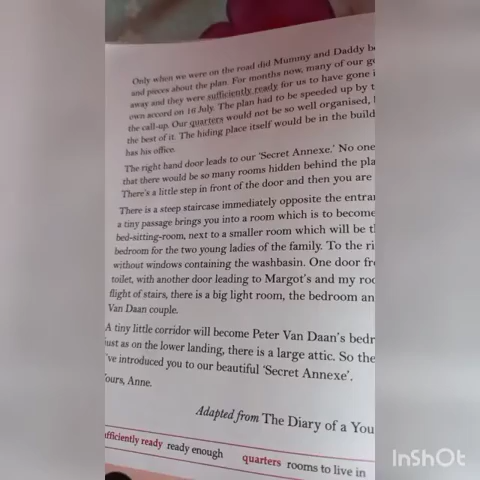 Only when we were on the road did Mummy and Daddy
and pieces about the plan. For months now, many of our
away and they were sufficiently ready for us to have gone
own accord on 16 July. The plan had to be speeded up by
the call-up. Our quarters would not be so well organised,
the best of it. The hiding place itself would be in the
has his office.
The right hand door leads to our 'Secret Annexe.' No one
that there would be so many rooms hidden behind the
There's a little step in front of the door and then you are
There is a steep staircase immediately opposite the
a tiny passage brings you into a room which is to become
bed-sitting-room, next to a smaller room which will be
bedroom for the two young ladies of the family. To the
without windows containing the washbasin. One door
toilet, with another door leading to Margot's and my
flight of stairs, there is a big light room, the bedroom
Van Daan couple.
A tiny little corridor will become Peter Van Daan's
just as on the lower landing, there is a large attic. So the
've introduced you to our beautiful 'Secret Annexe'.
ours, Anne.
Adapted from The Diary of a
ufficiently ready ready enough quarters rooms to live in
InShOt